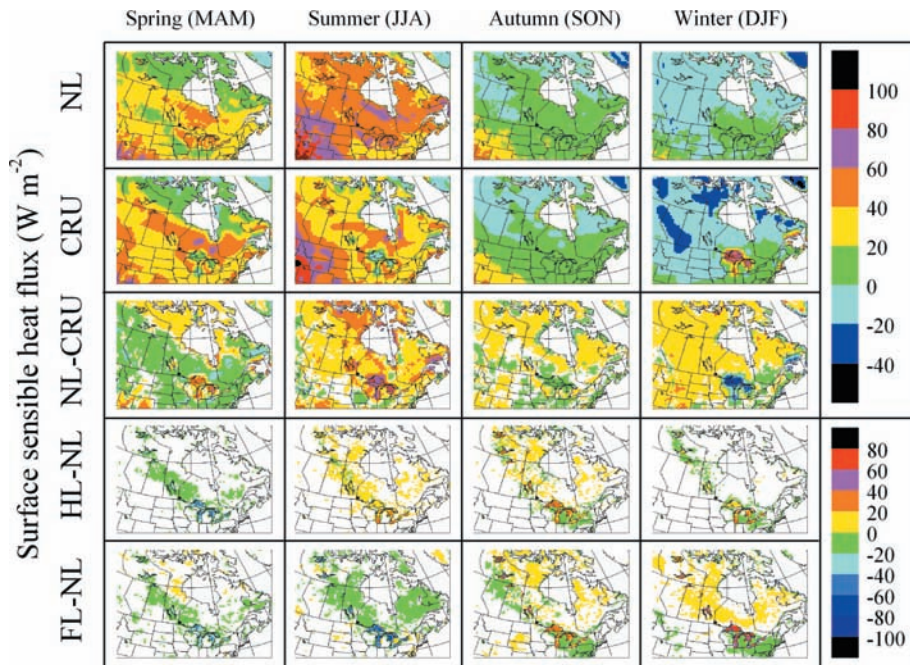 Spring (MAM) Summer (JJA) Autumn (SON) Winter (DJF)
Surface sensible heat flux (W m⁻²)
NL
CRU
NL-CRU
HL-NL
FL-NL
100
80
60
40
20
0
-20
-40
80
60
40
20
0
-20
-40
-60
-80
-100